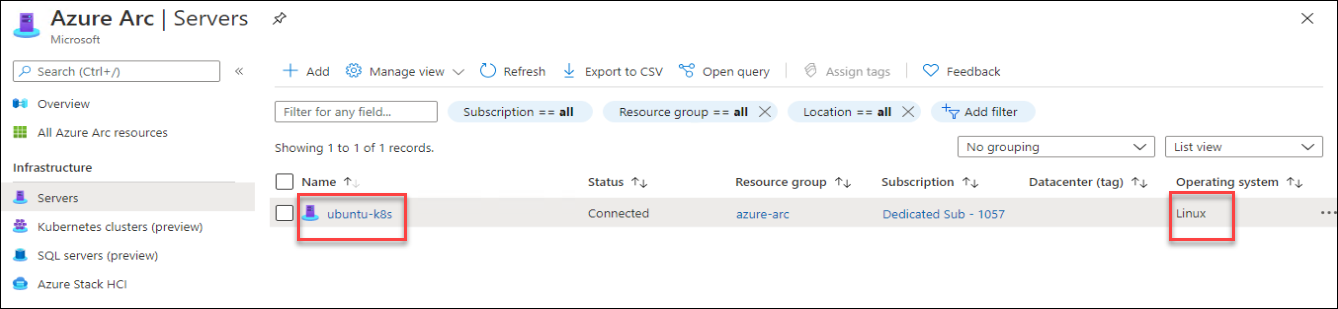 Azure Arc | Servers
Microsoft
Search (Ctrl+/)
«
Overview
All Azure Arc resources
Infrastructure
Servers
Kubernetes clusters (preview)
SQL servers (preview)
Azure Stack HCI
Add Manage view Refresh Export to CSV Open query Assign tags Feedback
Filter for any field... Subscription == all Resource group == all Location == all Add filter
Showing 1 to 1 of 1 records. No grouping List view
Name Status Resource group Subscription Datacenter (tag) Operating system
ubuntu-k8s Connected azure-arc Dedicated Sub - 1057 Linux